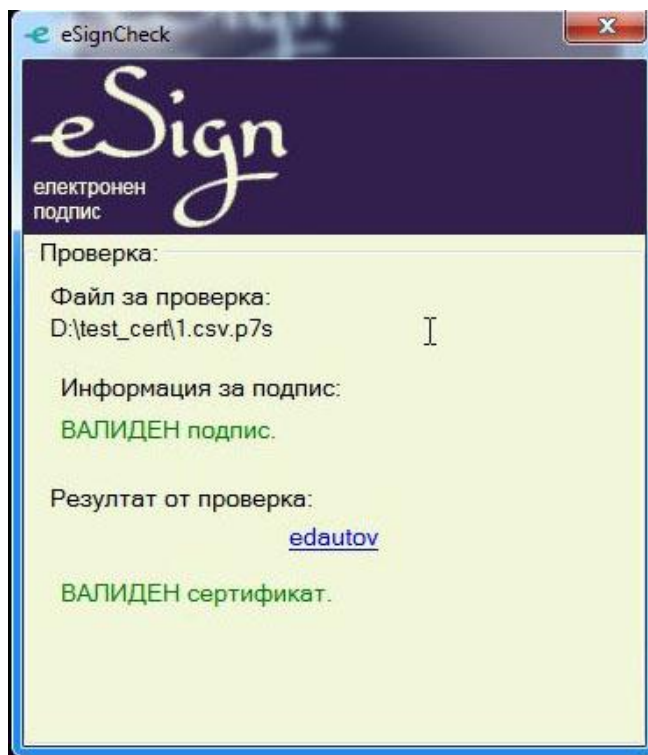 eSignCheck
eSign
електронен
подпис
Проверка:
Файл за проверка:
D:\test_cert\1.csv.p7s
Информация за подпис:
ВАЛИДЕН подпис.
Резултат от проверка:
edautov
ВАЛИДЕН сертификат.